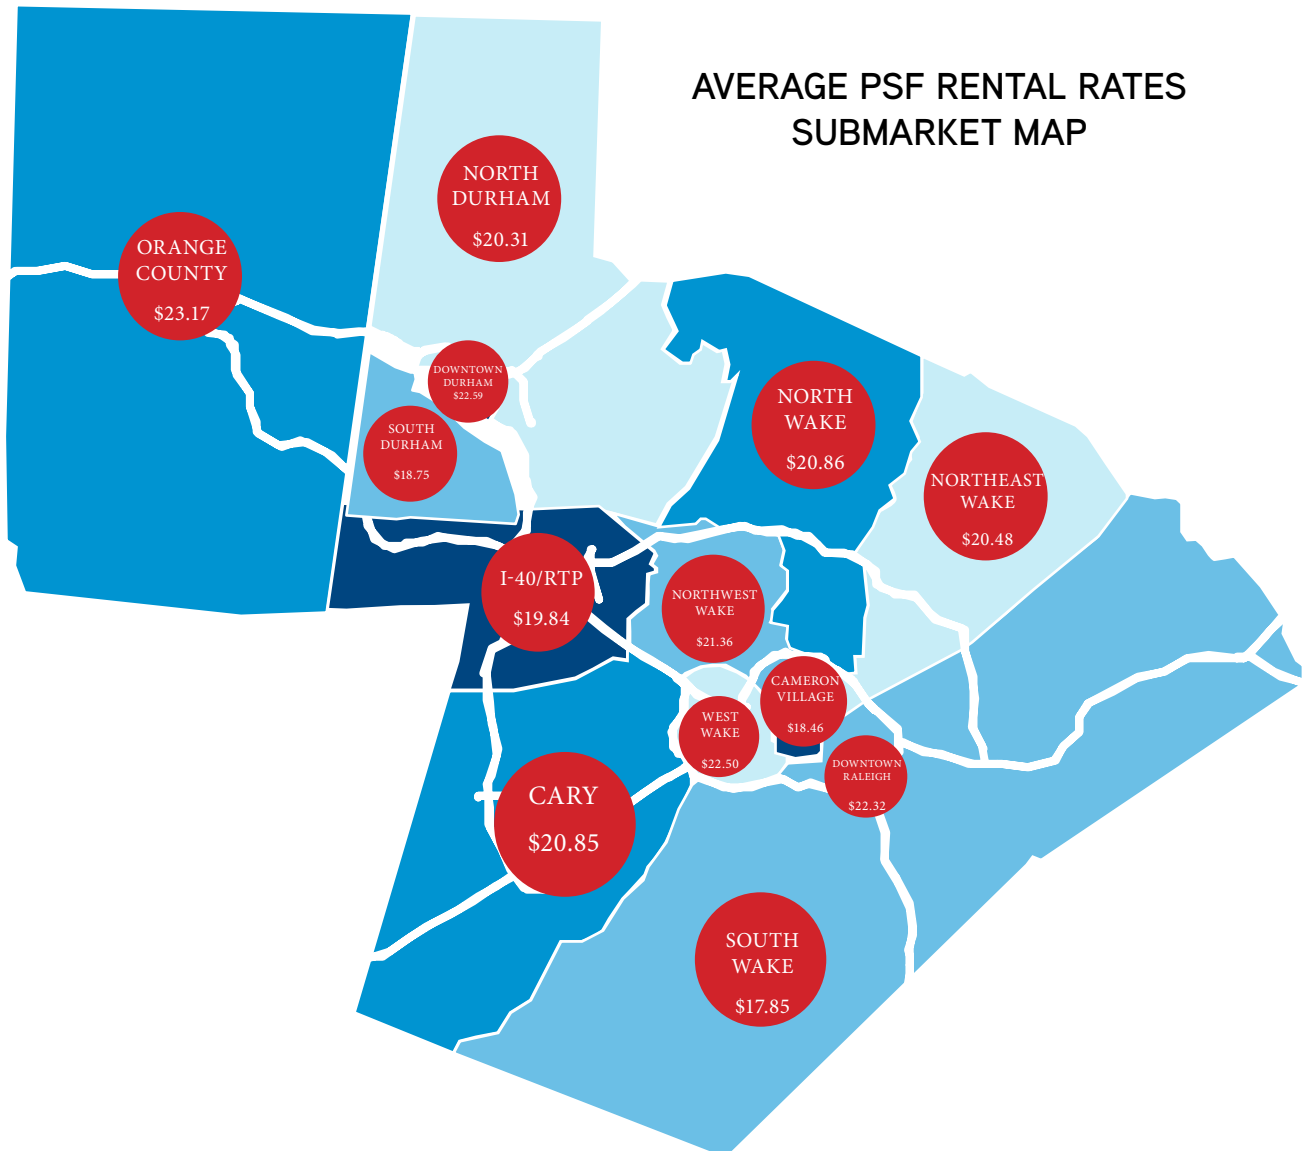 AVERAGE PSF RENTAL RATES
SUBMARKET MAP
NORTH
DURHAM
$20.31
ORANGE
COUNTY
$23.17
DOWNTOWN
DURHAM
$22.59
SOUTH
DURHAM
$18.75
NORTH
WAKE
$20.86
NORTHEAST
WAKE
$20.48
I-40/RTP
$19.84
NORTHWEST
WAKE
$21.36
CAMERON
VILLAGE
$18.46
WEST
WAKE
$22.50
DOWNTOWN
RALEIGH
$22.32
CARY
$20.85
SOUTH
WAKE
$17.85